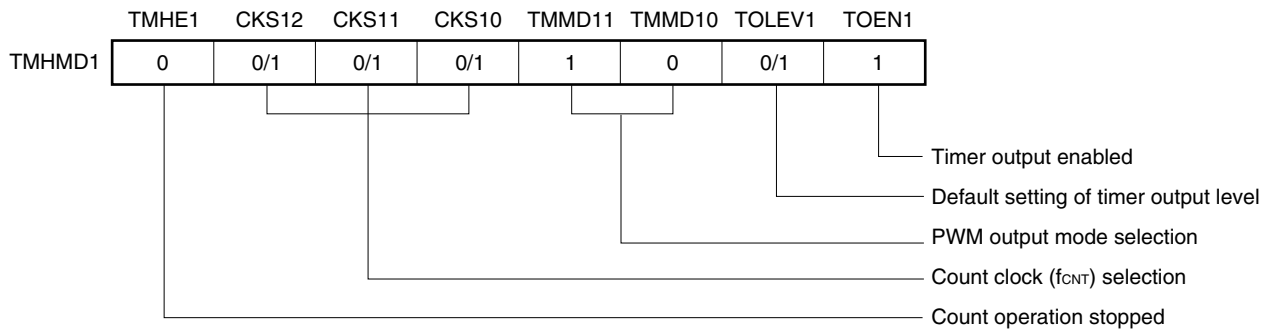 TMHE1 CKS12 CKS11 CKS10 TMMD11 TMMD10 TOLEV1 TOEN1
TMHMD1 0 0/1 0/1 0/1 1 0 0/1 1
Timer output enabled
Default setting of timer output level
PWM output mode selection
Count clock (fCNT) selection
Count operation stopped